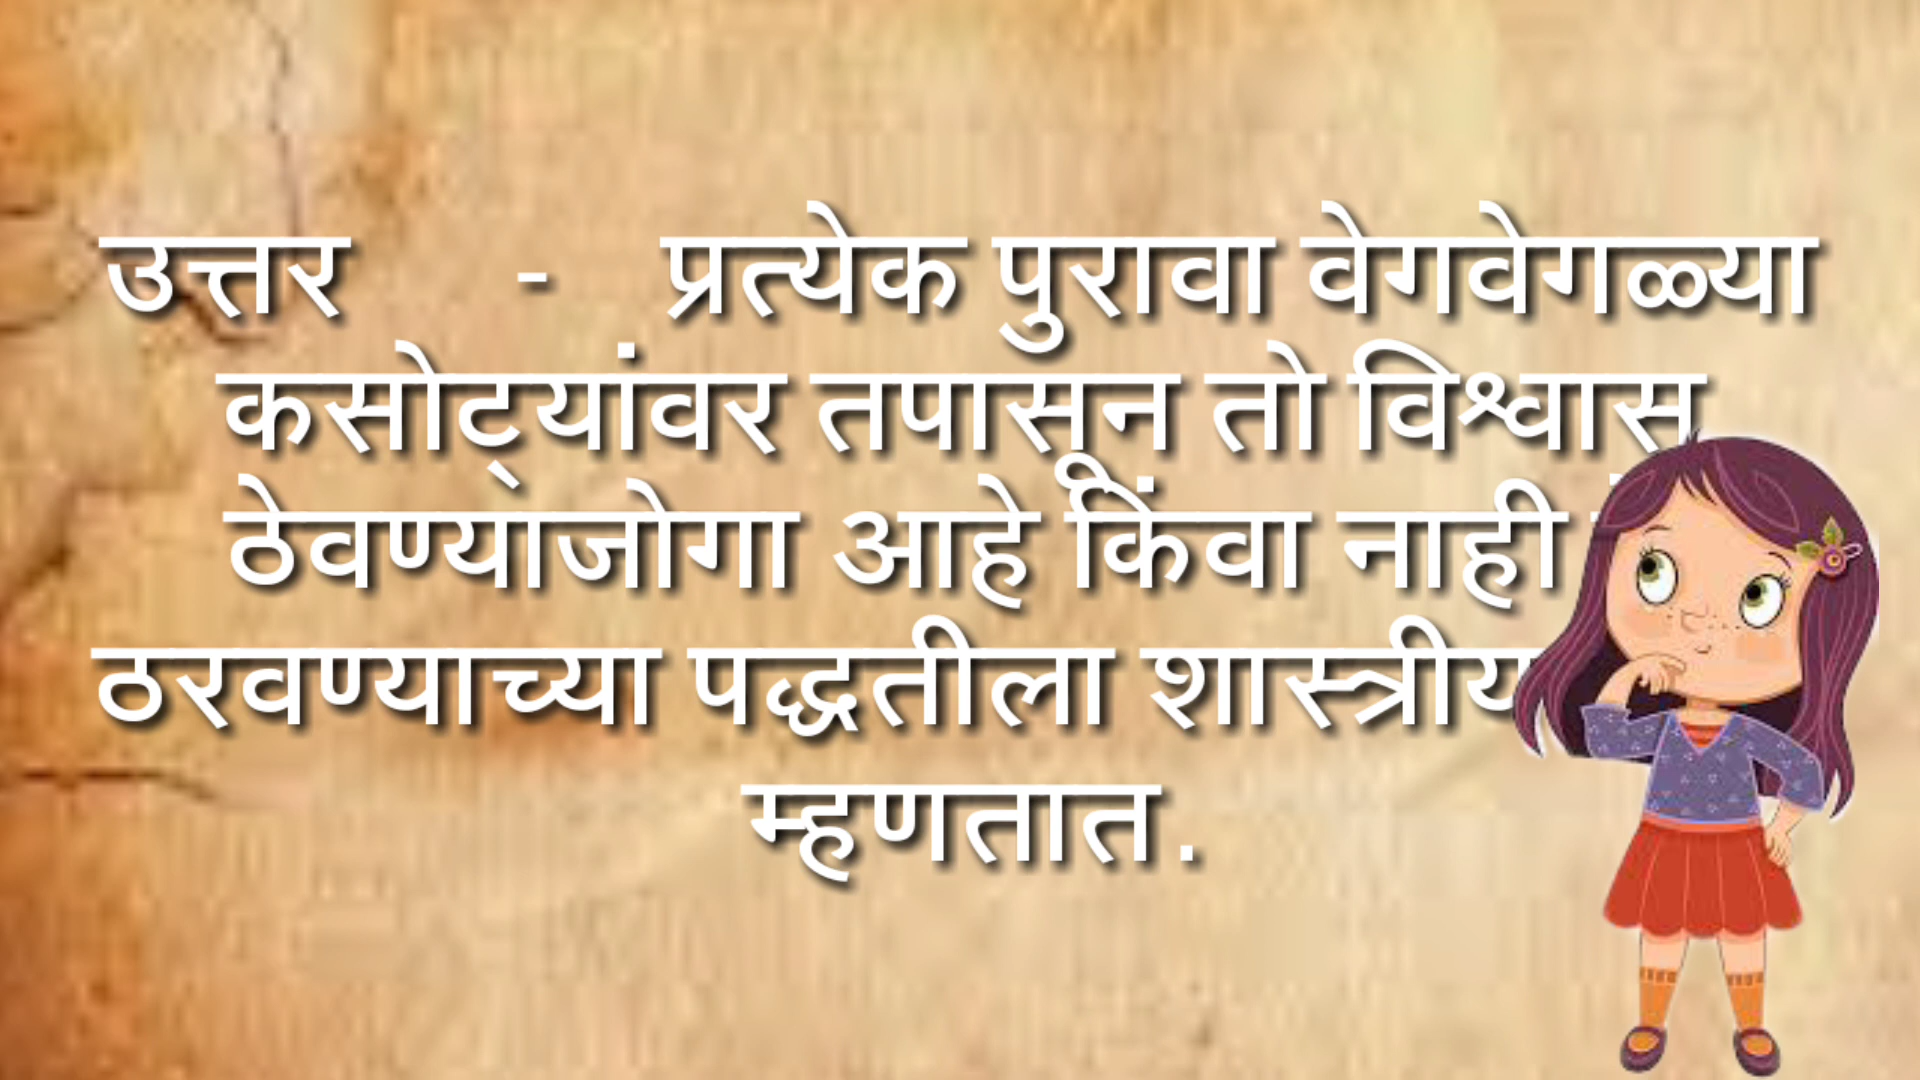 उत्तर - प्रत्येक पुरावा वेगवेगळ्या
कसोट्यांवर तपासून तो विश्वास
ठेवण्याजोगा आहे किंवा नाही
ठरवण्याच्या पद्धतीला शास्त्रीय
म्हणतात.